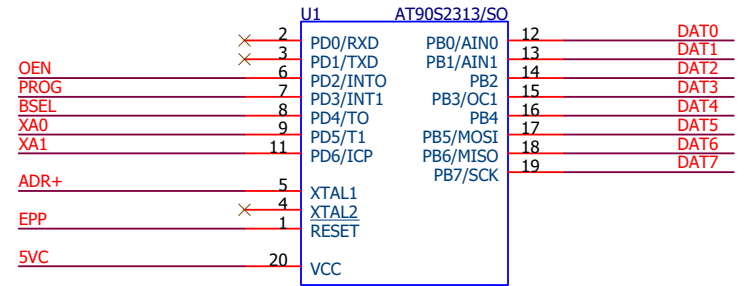 U1 AT90S2313/SO
2 PD0/RXD PB0/AIN0 12 DAT0
3 PD1/TXD PB1/AIN1 13 DAT1
OEN 6 PD2/INTO PB2 14 DAT2
PROG 7 PD3/INT1 PB3/OC1 15 DAT3
BSEL 8 PD4/TO PB4 16 DAT4
XA0 9 PD5/T1 PB5/MOSI 17 DAT5
XA1 11 PD6/ICP PB6/MISO 18 DAT6
PB7/SCK 19 DAT7
ADR+ 5 XTAL1
4 XTAL2
EPP 1 RESET
5VC 20 VCC